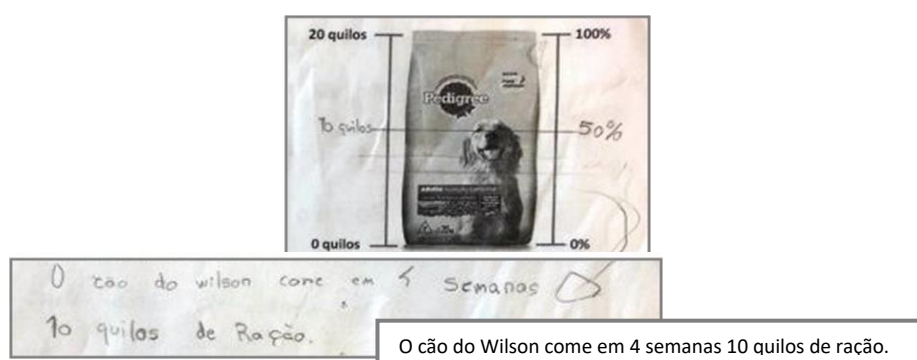 20 quilos 100%
Pedigree
10 quilos 50%
0 quilos 0%
O cão do wilson come em 4 Semanas
10 quilos de Ração.
O cão do Wilson come em 4 semanas 10 quilos de ração.